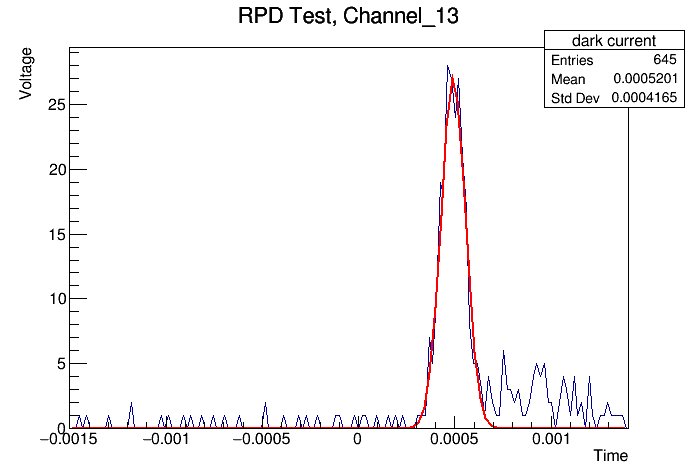 RPD Test, Channel_13
dark current
Entries 645
Mean 0.0005201
Std Dev 0.0004165
Voltage
25
20
15
10
5
0
−0.0015 −0.001 −0.0005 0 0.0005 0.001
Time